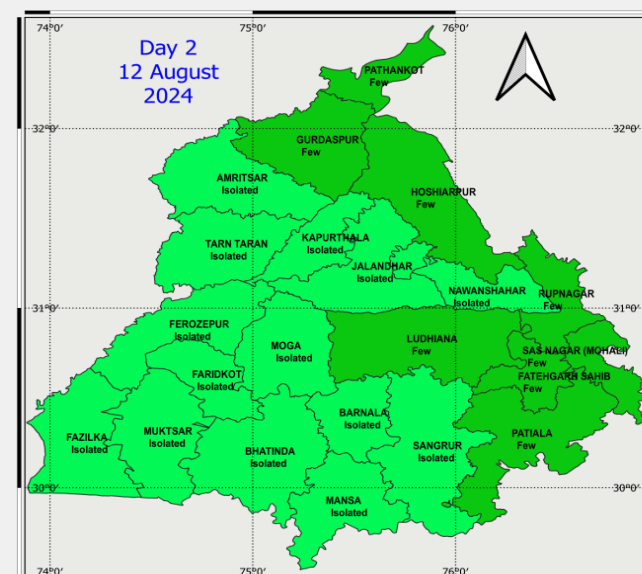 Day 2
12 August
2024
74°0'
75°0'
76°0'
PATHANKOT
Few
32°0'
32°0'
GURDASPUR
Few
AMRITSAR
Isolated
HOSHIARPUR
Few
TARN TARAN
Isolated
KAPURTHALA
Isolated
JALANDHAR
Isolated
NAWANSHAHAR
Isolated
RUPNAGAR
Few
31°0'
31°0'
FEROZEPUR
Isolated
MOGA
Isolated
LUDHIANA
Few
SAS NAGAR (MOHALI)
Few
FARIDKOT
Isolated
FATEHGARH SAHIB
Few
FAZILKA
Isolated
MUKTSAR
Isolated
BARNALA
Isolated
BHATINDA
Isolated
SANGRUR
Isolated
PATIALA
Few
30°0'
30°0'
MANSA
Isolated
74°0'
75°0'
76°0'